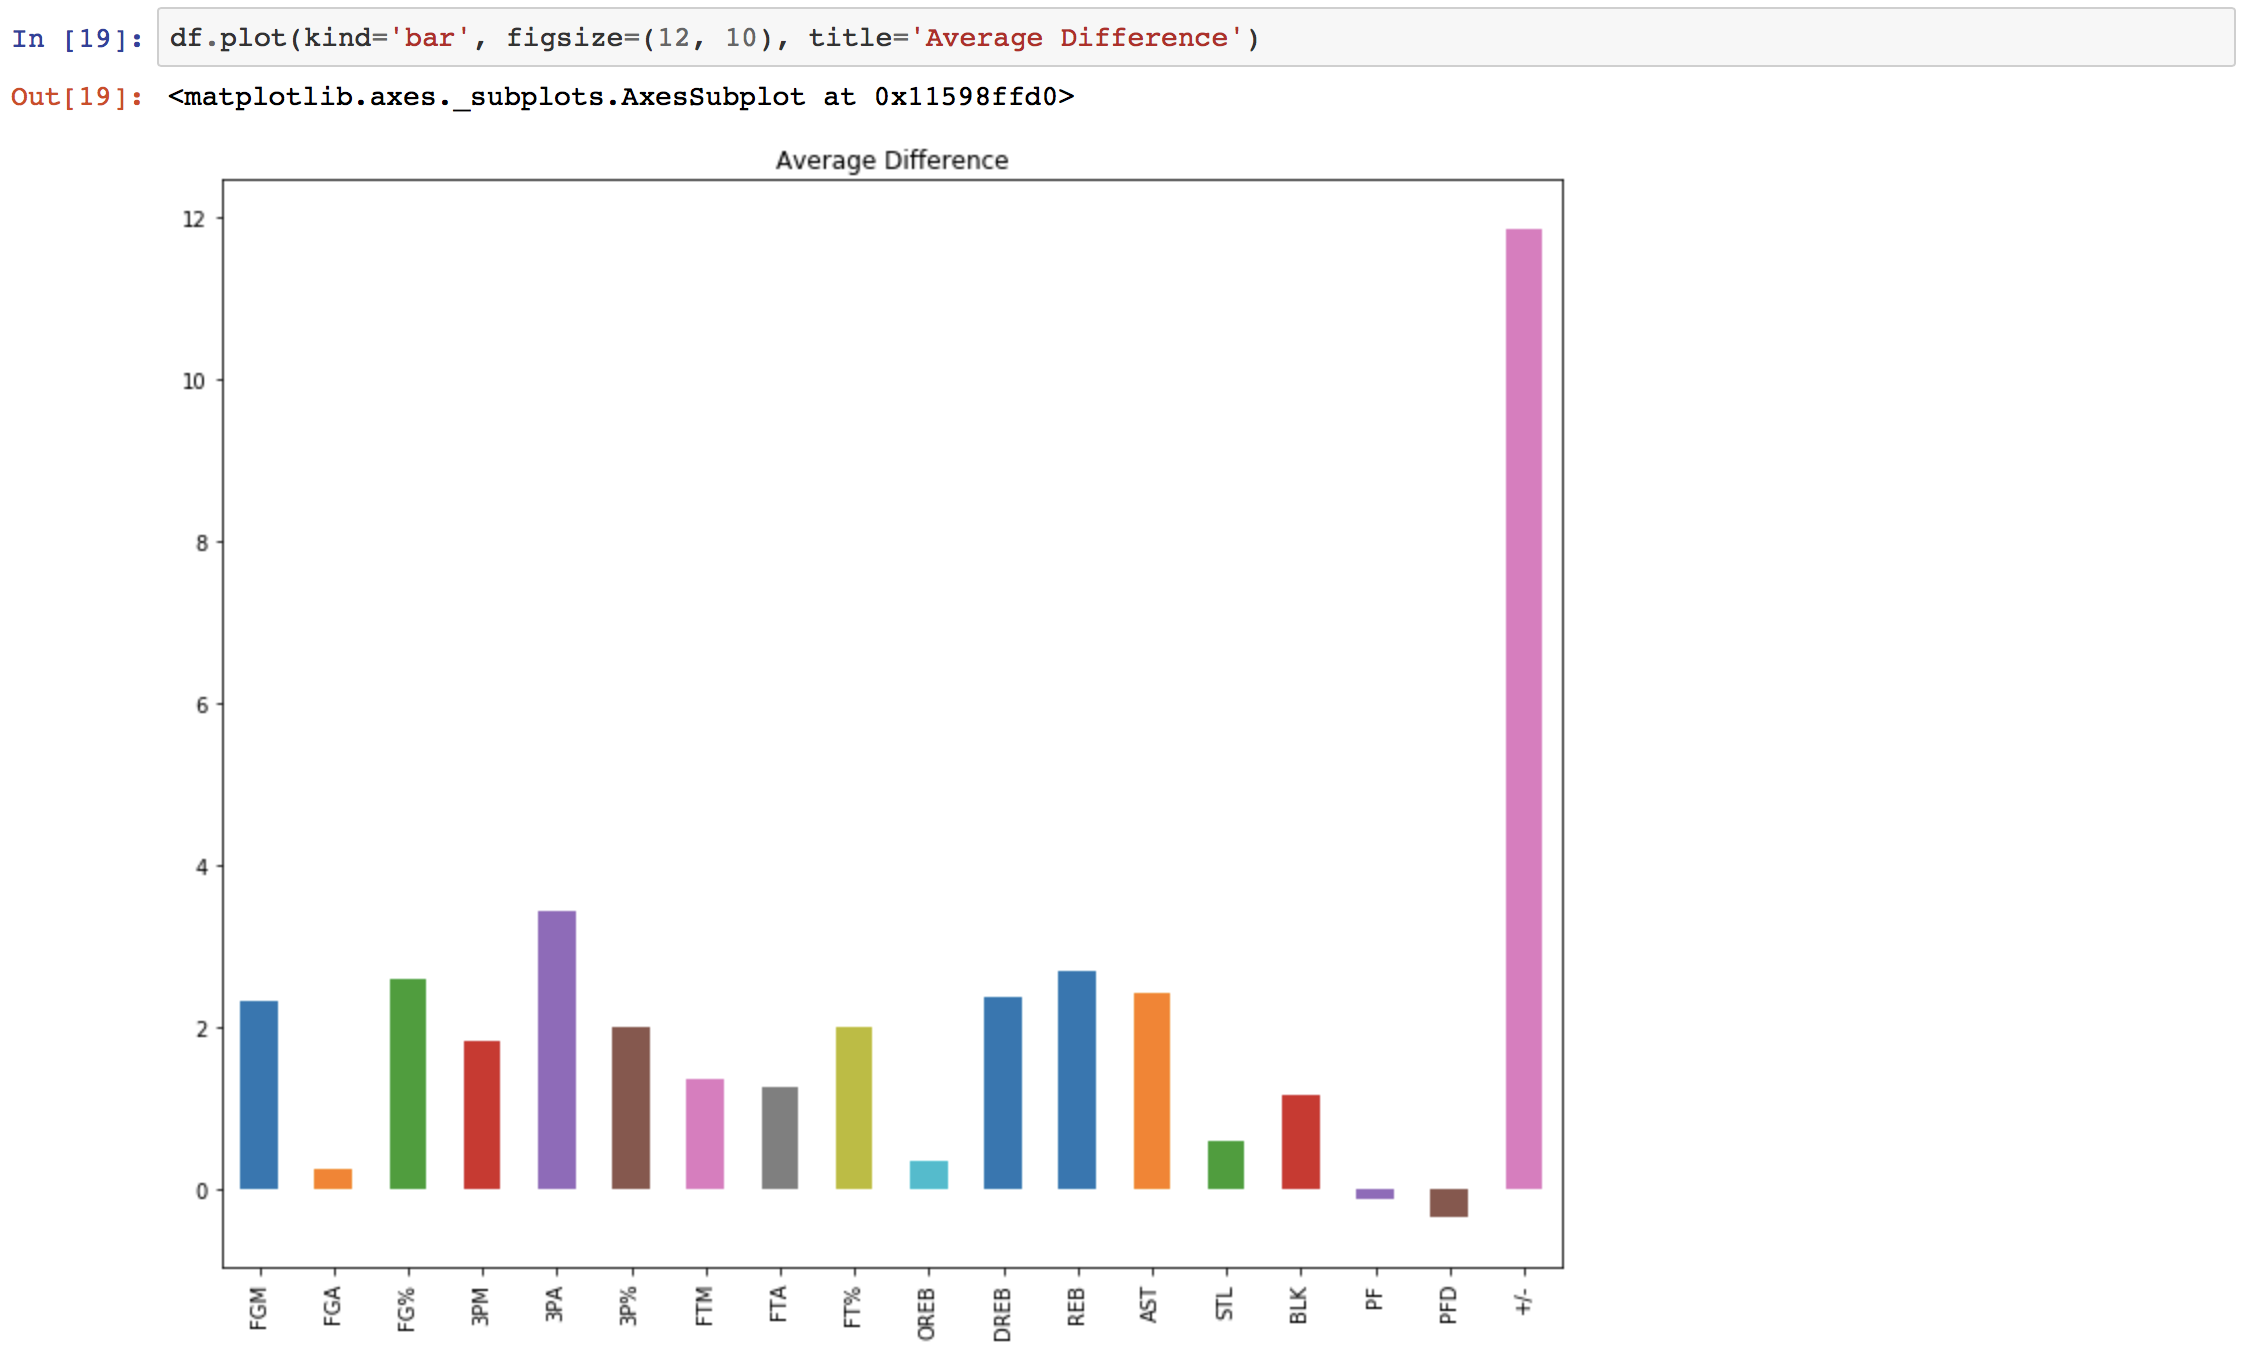 In [19]: df.plot(kind='bar', figsize=(12, 10), title='Average Difference')
Out[19]: <matplotlib.axes._subplots.AxesSubplot at 0x11598ffd0>
Average Difference
12
10
8
6
4
2
0
FGM FGA FG% 3PM 3PA 3P% FTM FTA FT% OREB DREB REB AST STL BLK PF PFD +/-